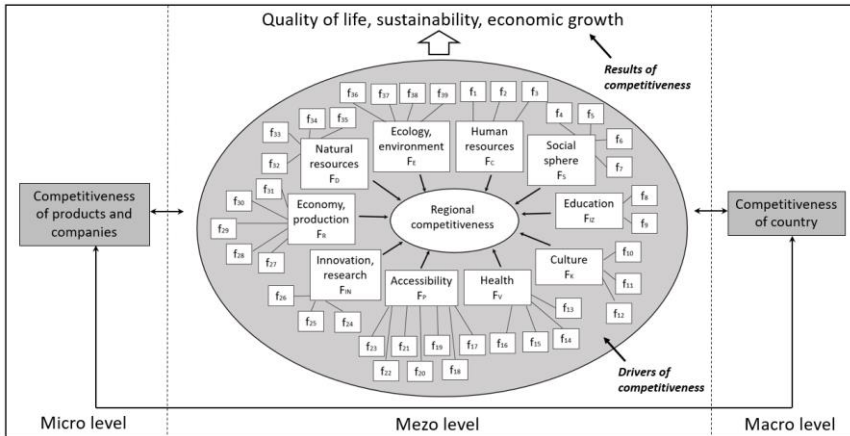 Quality of life, sustainability, economic growth
Results of
competitiveness
f36
f37
f38
f39
f1
f2
f3
f34
f35
f33
f32
Natural
resources
FD
Ecology,
environment
FE
Human
resources
FC
f4
f5
f6
f7
Social
sphere
FS
Competitiveness
of products and
companies
f31
f30
f29
f28
f27
Economy,
production
FR
Regional
competitiveness
Education
FIZ
f8
f9
Competitiveness
of country
Innovation,
research
FIN
f26
f25
f24
Accessibility
FP
f23
f22
f21
f20
f19
f18
f17
Health
FV
f16
f15
f14
f13
Culture
FK
f10
f11
f12
Drivers of
competitiveness
Micro level
Mezo level
Macro level